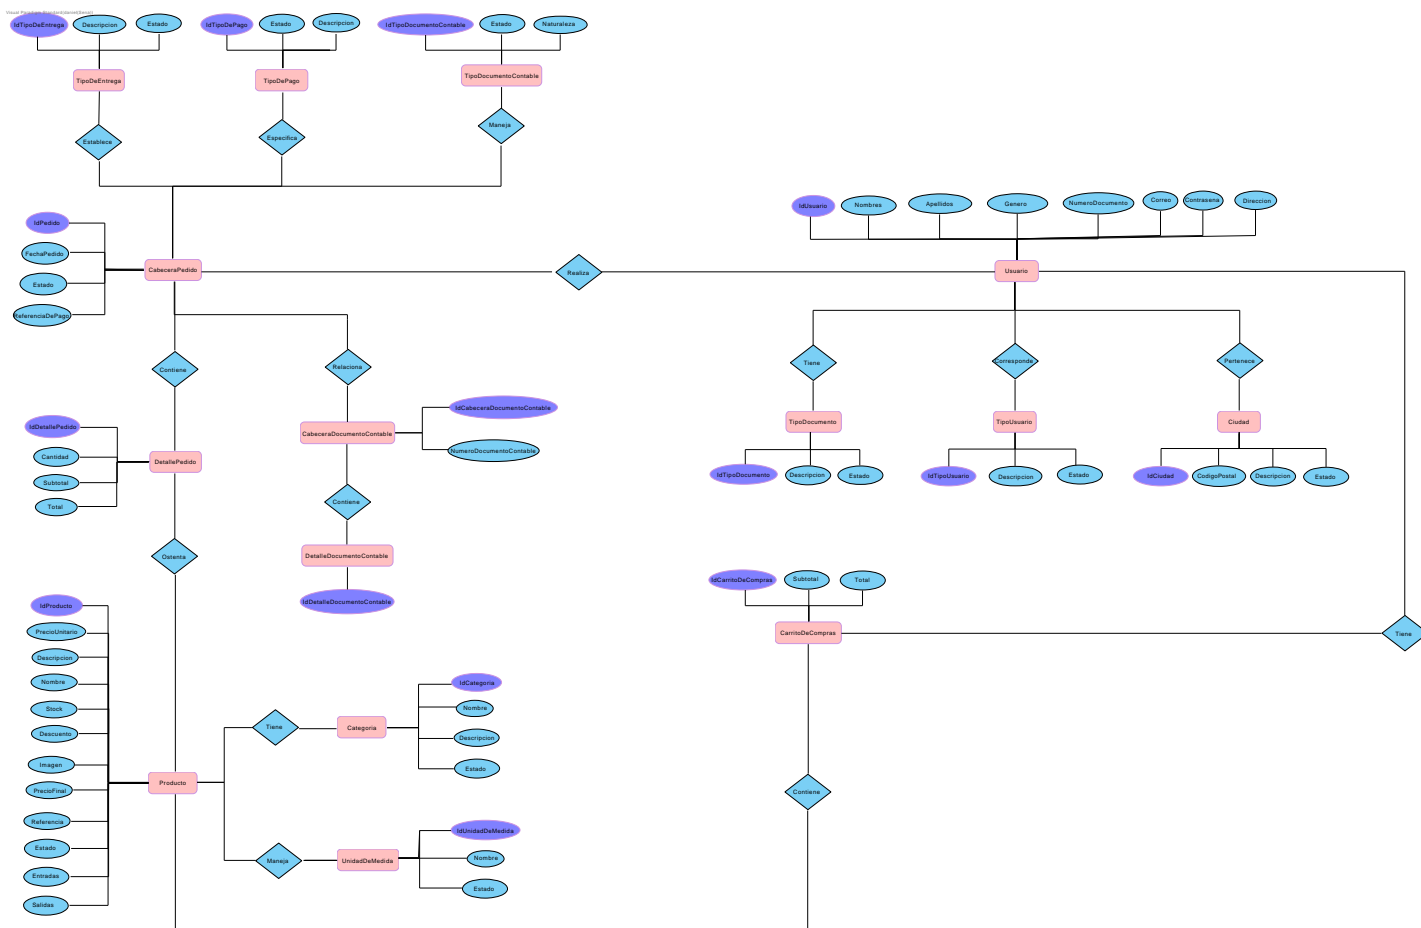 IdTipoDeEntrega
Descripcion
Estado
IdTipoDePago
Estado
Descripcion
IdTipoDocumentoContable
Estado
Naturaleza
TipoDeEntrega
TipoDePago
TipoDocumentoContable
Establece
Especifica
Maneja
IdPedido
FechaPedido
Estado
ReferenciaDePago
CabeceraPedido
Realiza
IdUsuario
Nombres
Apellidos
Genero
NumeroDocumento
Correo
Contrasena
Direccion
Usuario
Contiene
Relaciona
Tiene
Corresponde
Pertenece
IdCabeceraDocumentoContable
CabeceraDocumentoContable
NumeroDocumentoContable
TipoDocumento
TipoUsuario
Ciudad
IdTipoDocumento
Descripcion
Estado
IdTipoUsuario
Descripcion
Estado
IdCiudad
CodigoPostal
Descripcion
Estado
IdDetallePedido
Cantidad
Subtotal
Total
DetallePedido
Contiene
Ostenta
DetalleDocumentoContable
IdDetalleDocumentoContable
IdCarritoDeCompras
Subtotal
Total
CarritoDeCompras
Tiene
Contiene
IdProducto
PrecioUnitario
Descripcion
Nombre
Stock
Descuento
Imagen
PrecioFinal
Referencia
Estado
Entradas
Salidas
Producto
Tiene
Categoria
IdCategoria
Nombre
Descripcion
Estado
Maneja
UnidadDeMedida
IdUnidadDeMedida
Nombre
Estado